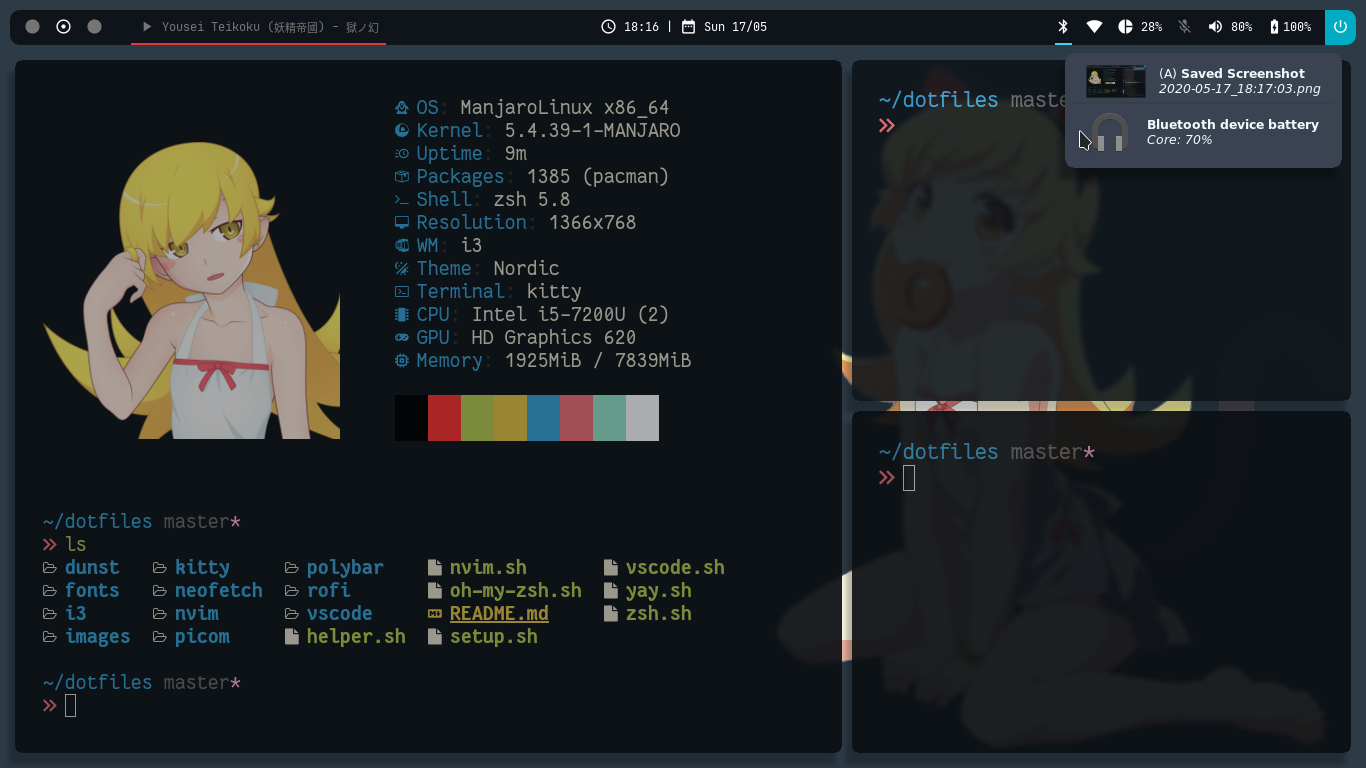 Yousei Teikoku (妖精帝國) - 獄ノ幻
18:16 | Sun 17/05
28% 80% 100%
(A) Saved Screenshot
2020-05-17_18:17:03.png
Bluetooth device battery
Core: 70%
OS: ManjaroLinux x86_64
Kernel: 5.4.39-1-MANJARO
Uptime: 9m
Packages: 1385 (pacman)
Shell: zsh 5.8
Resolution: 1366x768
WM: i3
Theme: Nordic
Terminal: kitty
CPU: Intel i5-7200U (2)
GPU: HD Graphics 620
Memory: 1925MiB / 7839MiB
~/dotfiles master*
» ls
dunst kitty polybar nvim.sh vscode.sh
fonts neofetch rofi oh-my-zsh.sh yay.sh
i3 nvim vscode README.md zsh.sh
images picom helper.sh setup.sh
~/dotfiles master*
»
~/dotfiles maste
»
~/dotfiles master*
»